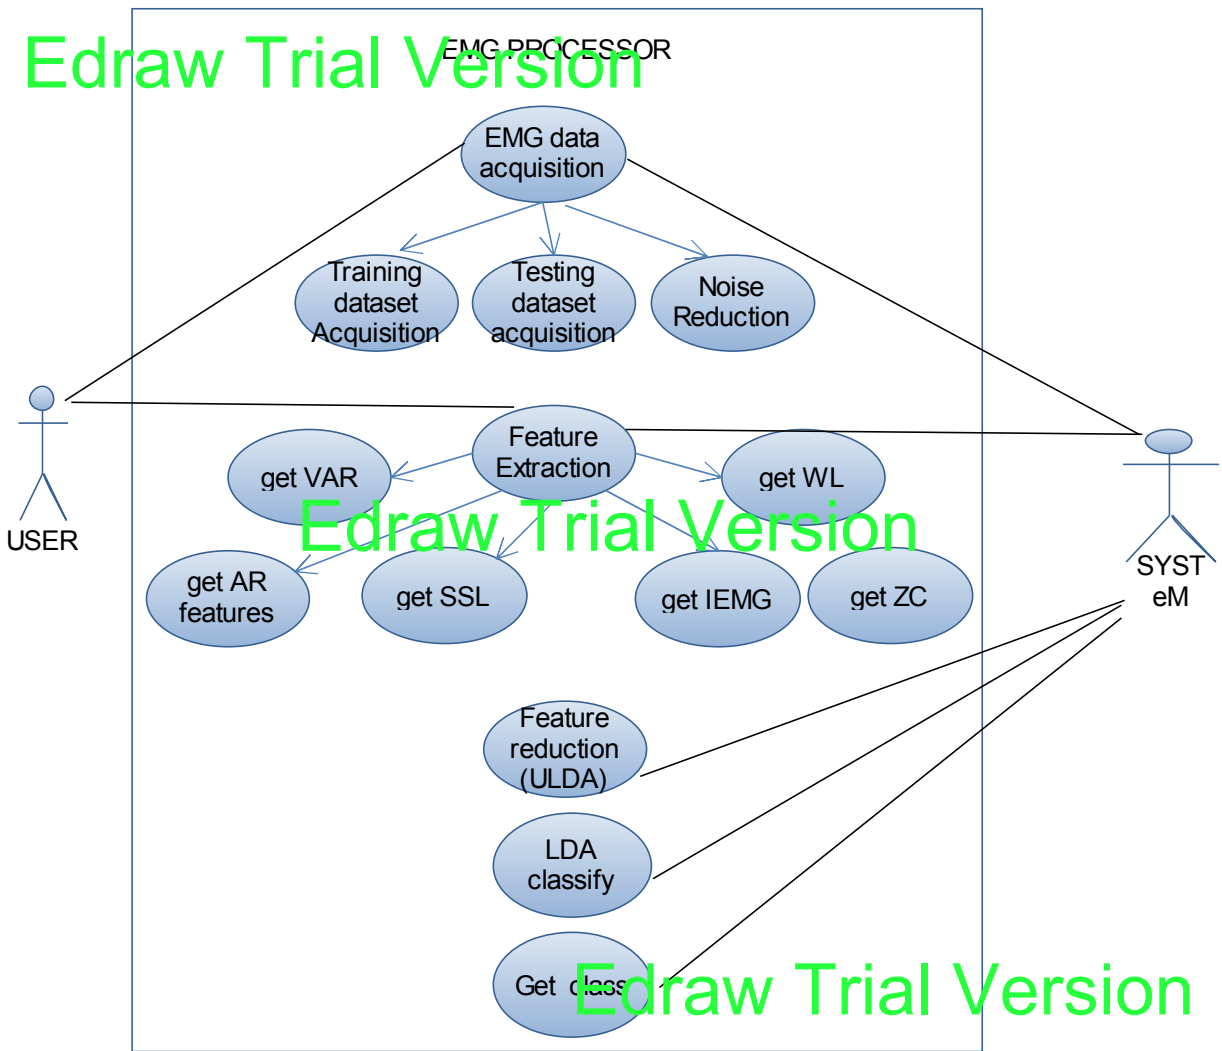 EMG PROCESSOR
Edraw Trial Version
EMG data
acquisition
Training
dataset
Acquisition
Testing
dataset
acquisition
Noise
Reduction
Feature
Extraction
get VAR
get WL
Edraw Trial Version
USER
SYST
eM
get AR
features
get SSL
get IEMG
get ZC
Feature
reduction
(ULDA)
LDA
classify
Get class
Edraw Trial Version